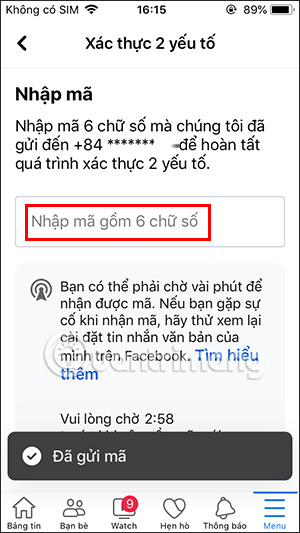 Không có SIM 16:15 89%
Xác thực 2 yếu tố
Nhập mã
Nhập mã 6 chữ số mà chúng tôi đã
gửi đến +84 ******* để hoàn tất
quá trình xác thực 2 yếu tố.
Nhập mã gồm 6 chữ số
Bạn có thể phải chờ vài phút để
nhận được mã. Nếu bạn gặp sự
cố khi nhận mã, hãy thử xem lại
cài đặt tin nhắn văn bản của
mình trên Facebook. Tìm hiểu
thêm
quantrimang
Vui lòng chờ 2:58
Đã gửi mã
9
Bảng tin Bạn bè Watch Hẹn hò Thông báo Menu